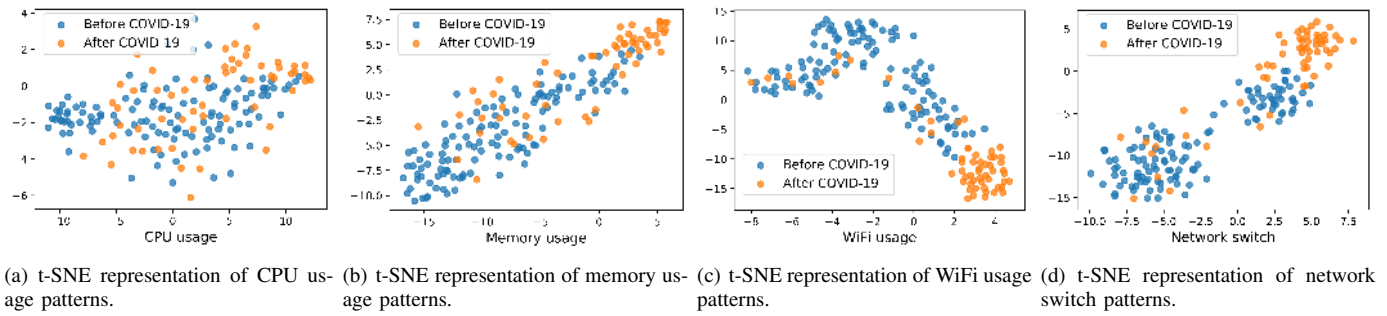 Before COVID-19
After COVID 19
4
2
0
−2
−4
−6
10
5
0
5
10
CPU usage
Before COVID-19
After COVID-19
7.5
5.0
2.5
0.0
−2.5
−5.0
−7.5
−10.0
−15
−10
−5
0
5
Memory usage
15
10
5
0
−5
−10
−15
Before COVID-19
After COVID-19
−8
−6
−4
−2
0
2
4
WiFi usage
Before COVID-19
After COVID-19
5
0
−5
−10
−15
−10.0
−7.5
−5.0
−2.5
0.0
2.5
5.0
7.5
Network switch
(a) t-SNE representation of CPU us-
age patterns.
(b) t-SNE representation of memory us-
age patterns.
(c) t-SNE representation of WiFi usage
patterns.
(d) t-SNE representation of network
switch patterns.